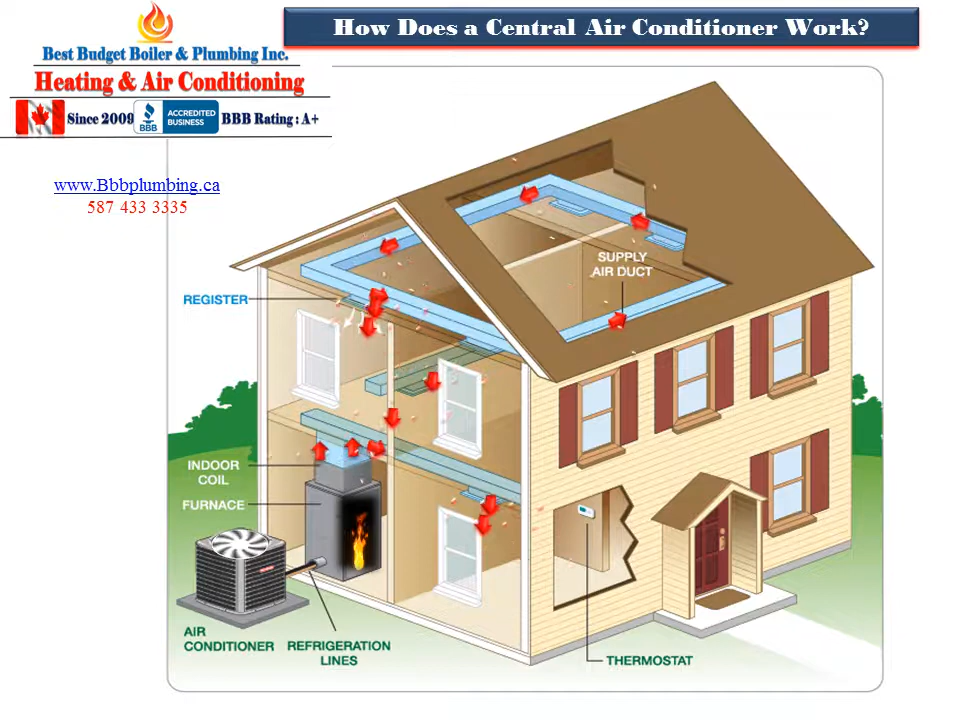 How Does a Central Air Conditioner Work?
Best Budget Boiler & Plumbing Inc.
Heating & Air Conditioning
Since 2009 BBB ACCREDITED BUSINESS BBB Rating : A+
www.Bbbplumbing.ca
587 433 3335
SUPPLY
AIR DUCT
REGISTER
INDOOR
COIL
FURNACE
AIR
CONDITIONER
REFRIGERATION
LINES
THERMOSTAT